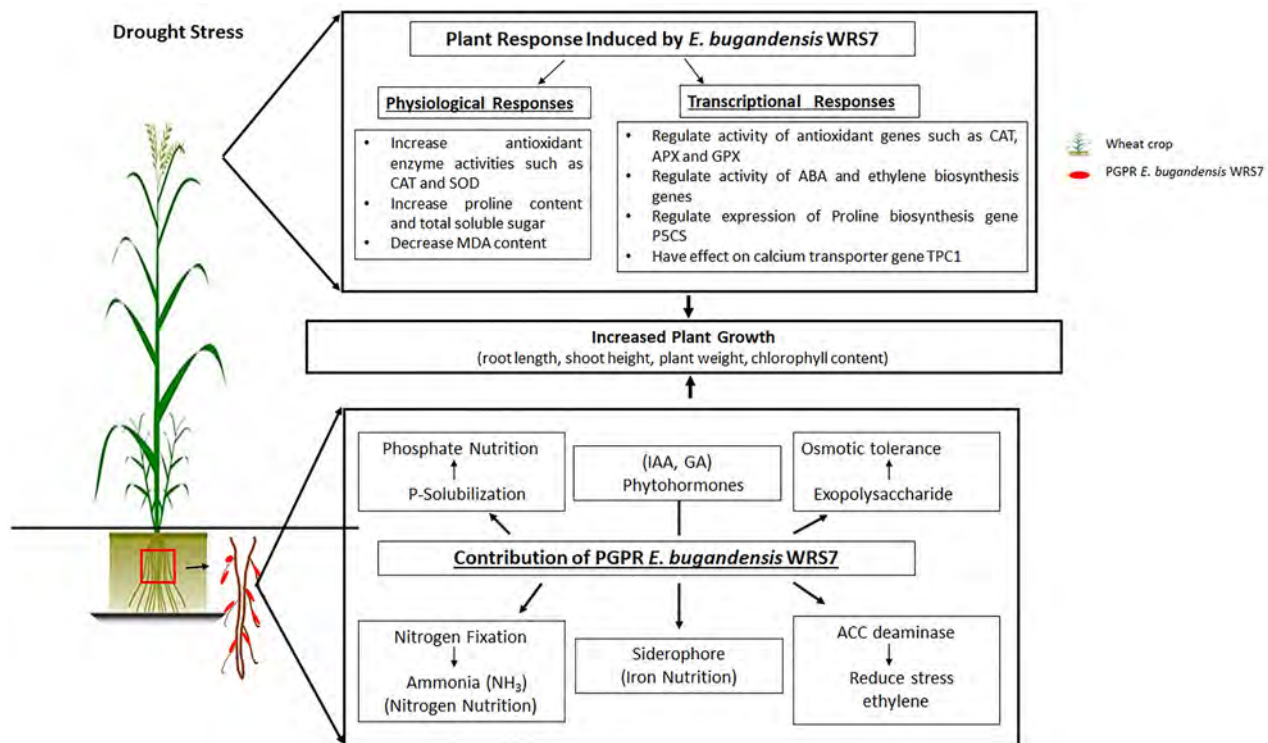 Drought Stress
Plant Response Induced by E. bugandensis WRS7
Physiological Responses
• Increase antioxidant
enzyme activities such as
CAT and SOD
• Increase proline content
and total soluble sugar
• Decrease MDA content
Transcriptional Responses
• Regulate activity of antioxidant genes such as CAT,
APX and GPX
• Regulate activity of ABA and ethylene biosynthesis
genes
• Regulate expression of Proline biosynthesis gene
P5CS
• Have effect on calcium transporter gene TPC1
Wheat crop
PGPR E. bugandensis WRS7
Increased Plant Growth
(root length, shoot height, plant weight, chlorophyll content)
Phosphate Nutrition
P-Solubilization
(IAA, GA)
Phytohormones
Osmotic tolerance
Exopolysaccharide
Contribution of PGPR E. bugandensis WRS7
Nitrogen Fixation
Ammonia (NH₃)
(Nitrogen Nutrition)
Siderophore
(Iron Nutrition)
ACC deaminase
Reduce stress
ethylene